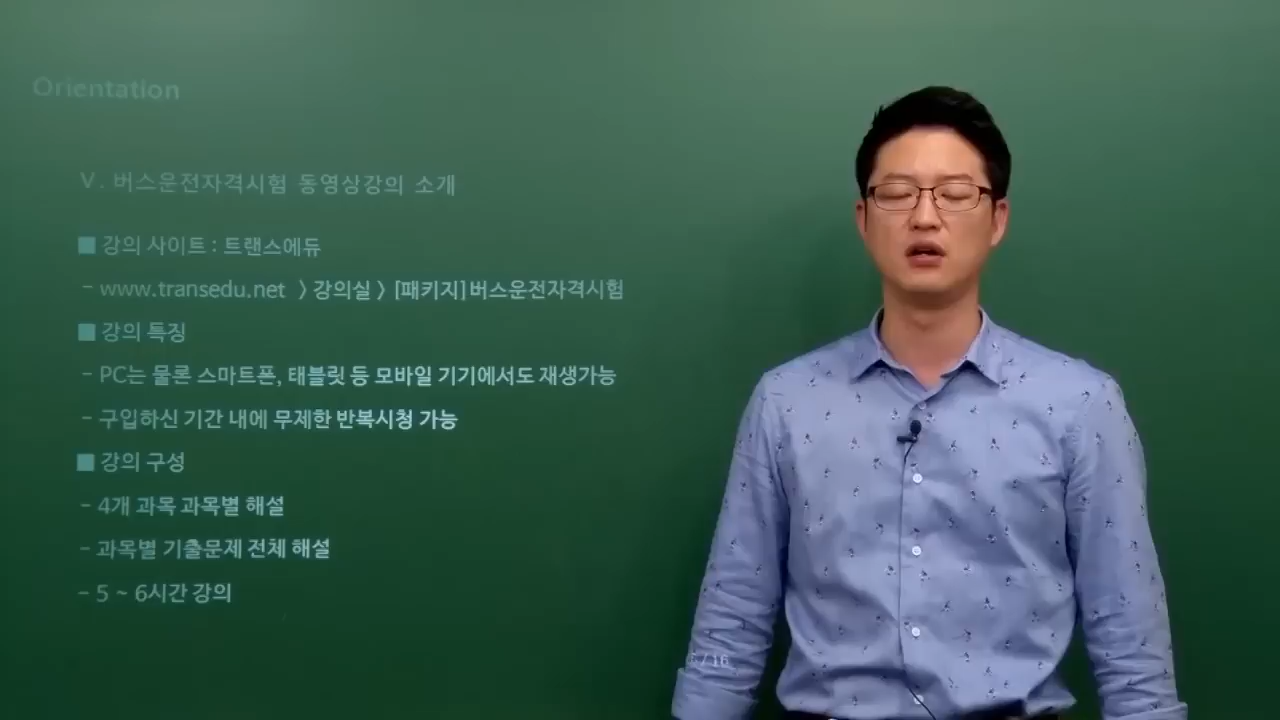 Orientation
Ⅴ. 버스운전자격시험 동영상강의 소개
■ 강의 사이트 : 트랜스에듀
- www.transedu.net > 강의실 > [패키지]버스운전자격시험
■ 강의 특징
- PC는 물론 스마트폰, 태블릿 등 모바일 기기에서도 재생가능
- 구입하신 기간 내에 무제한 반복시청 가능
■ 강의 구성
- 4개 과목 과목별 해설
- 과목별 기출문제 전체 해설
- 5 ~ 6시간 강의
/ 16